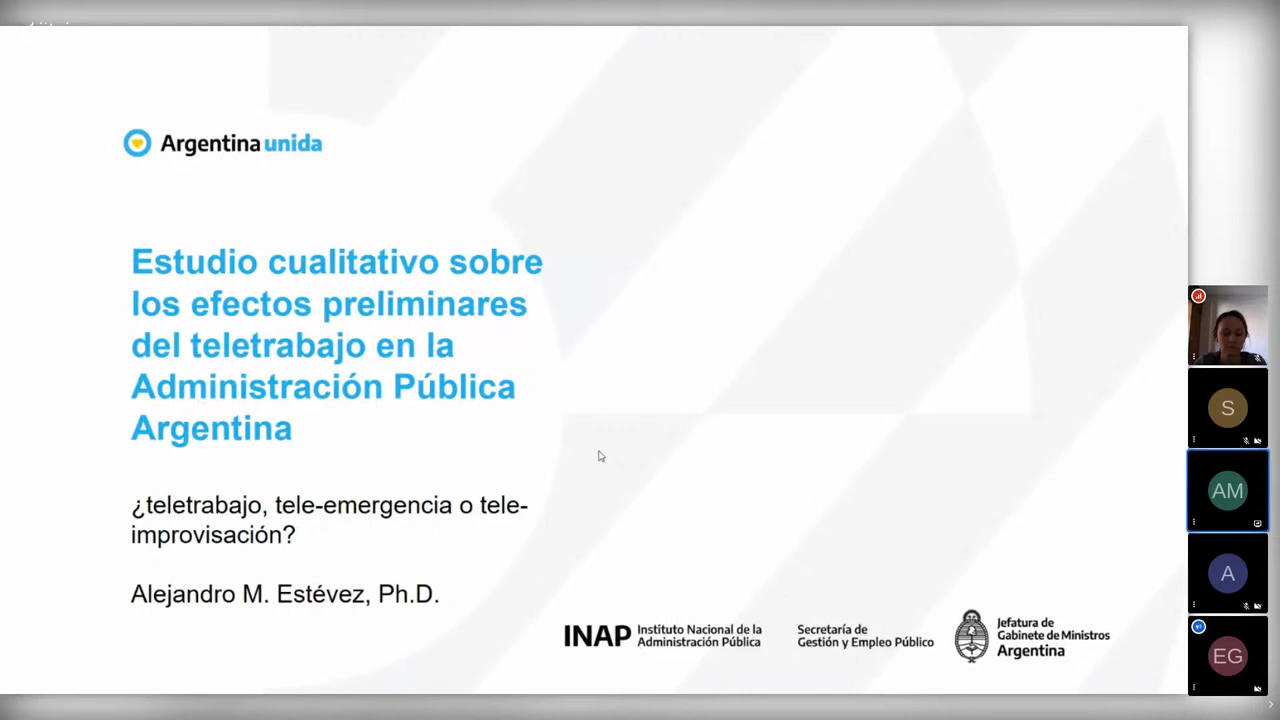 Argentina unida
Estudio cualitativo sobre
los efectos preliminares
del teletrabajo en la
Administración Pública
Argentina
¿teletrabajo, tele-emergencia o tele-
improvisación?
Alejandro M. Estévez, Ph.D.
INAP Instituto Nacional de la
Administración Pública
Secretaría de
Gestión y Empleo Público
Jefatura de
Gabinete de Ministros
Argentina
S
AM
A
EG